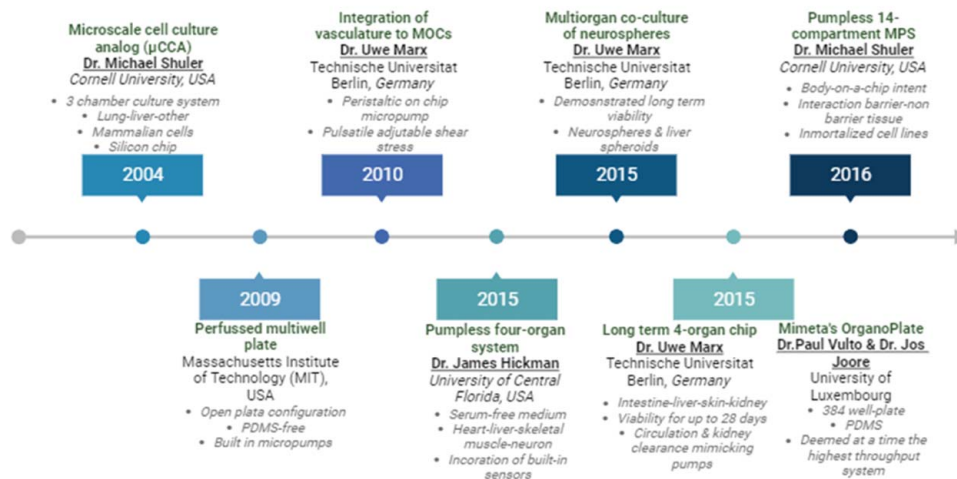 Microscale cell culture
analog (µCCA)
Dr. Michael Shuler
Cornell University, USA
• 3 chamber culture system
• Lung-liver-other
• Mammalian cells
• Silicon chip
2004
Integration of
vasculature to MOCs
Dr. Uwe Marx
Technische Universitat
Berlin, Germany
• Peristaltic on chip
micropump
• Pulsatile adjutable shear
stress
2010
Multiorgan co-culture
of neurospheres
Dr. Uwe Marx
Technische Universitat
Berlin, Germany
• Demosnstrated long term
viability
• Neurospheres & liver
spheroids
2015
Pumpless 14-
compartment MPS
Dr. Michael Shuler
Cornell University, USA
• Body-on-a-chip intent
• Interaction barrier-non
barrier tissue
• Inmortalized cell lines
2016
2009
Perfussed multiwell
plate
Massachusetts Institute
of Technology (MIT),
USA
• Open plata configuration
• PDMS-free
• Built in micropumps
2015
Pumpless four-organ
system
Dr. James Hickman
University of Central
Florida, USA
• Serum-free medium
• Heart-liver-skeletal
muscle-neuron
• Incoration of built-in
sensors
2015
Long term 4-organ chip
Dr. Uwe Marx
Technische Universitat
Berlin, Germany
• Intestine-liver-skin-kidney
• Viability for up to 28 days
• Circulation & kidney
clearance mimicking
pumps
Mimeta's OrganoPlate
Dr.Paul Vulto & Dr. Jos
Joore
University of
Luxembourg
• 384 well-plate
• PDMS
• Deemed at a time the
highest throughput
system